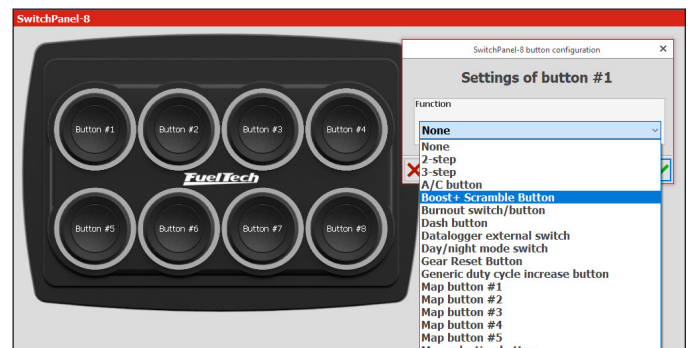 SwitchPanel-8
SwitchPanel-8 button configuration
Settings of button #1
Function
None
None
2-step
3-step
A/C button
Boost+ Scramble Button
Burnout switch/button
Dash button
Datalogger external switch
Day/night mode switch
Gear Reset Button
Generic duty cycle increase button
Map button #1
Map button #2
Map button #3
Map button #4
Map button #5
Button #1
Button #2
Button #3
Button #4
FuelTech
Button #5
Button #6
Button #7
Button #8